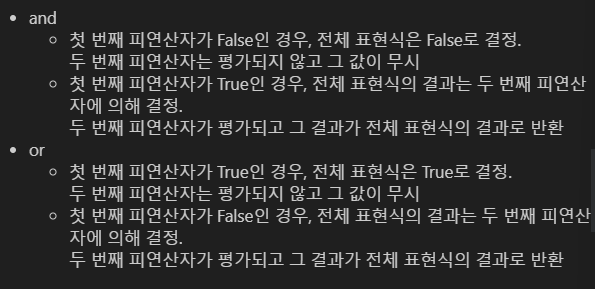 and
첫 번째 피연산자가 False인 경우, 전체 표현식은 False로 결정.
두 번째 피연산자는 평가되지 않고 그 값이 무시
첫 번째 피연산자가 True인 경우, 전체 표현식의 결과는 두 번째 피연산
자에 의해 결정.
두 번째 피연산자가 평가되고 그 결과가 전체 표현식의 결과로 반환
or
첫 번째 피연산자가 True인 경우, 전체 표현식은 True로 결정.
두 번째 피연산자는 평가되지 않고 그 값이 무시
첫 번째 피연산자가 False인 경우, 전체 표현식의 결과는 두 번째 피연산
자에 의해 결정.
두 번째 피연산자가 평가되고 그 결과가 전체 표현식의 결과로 반환